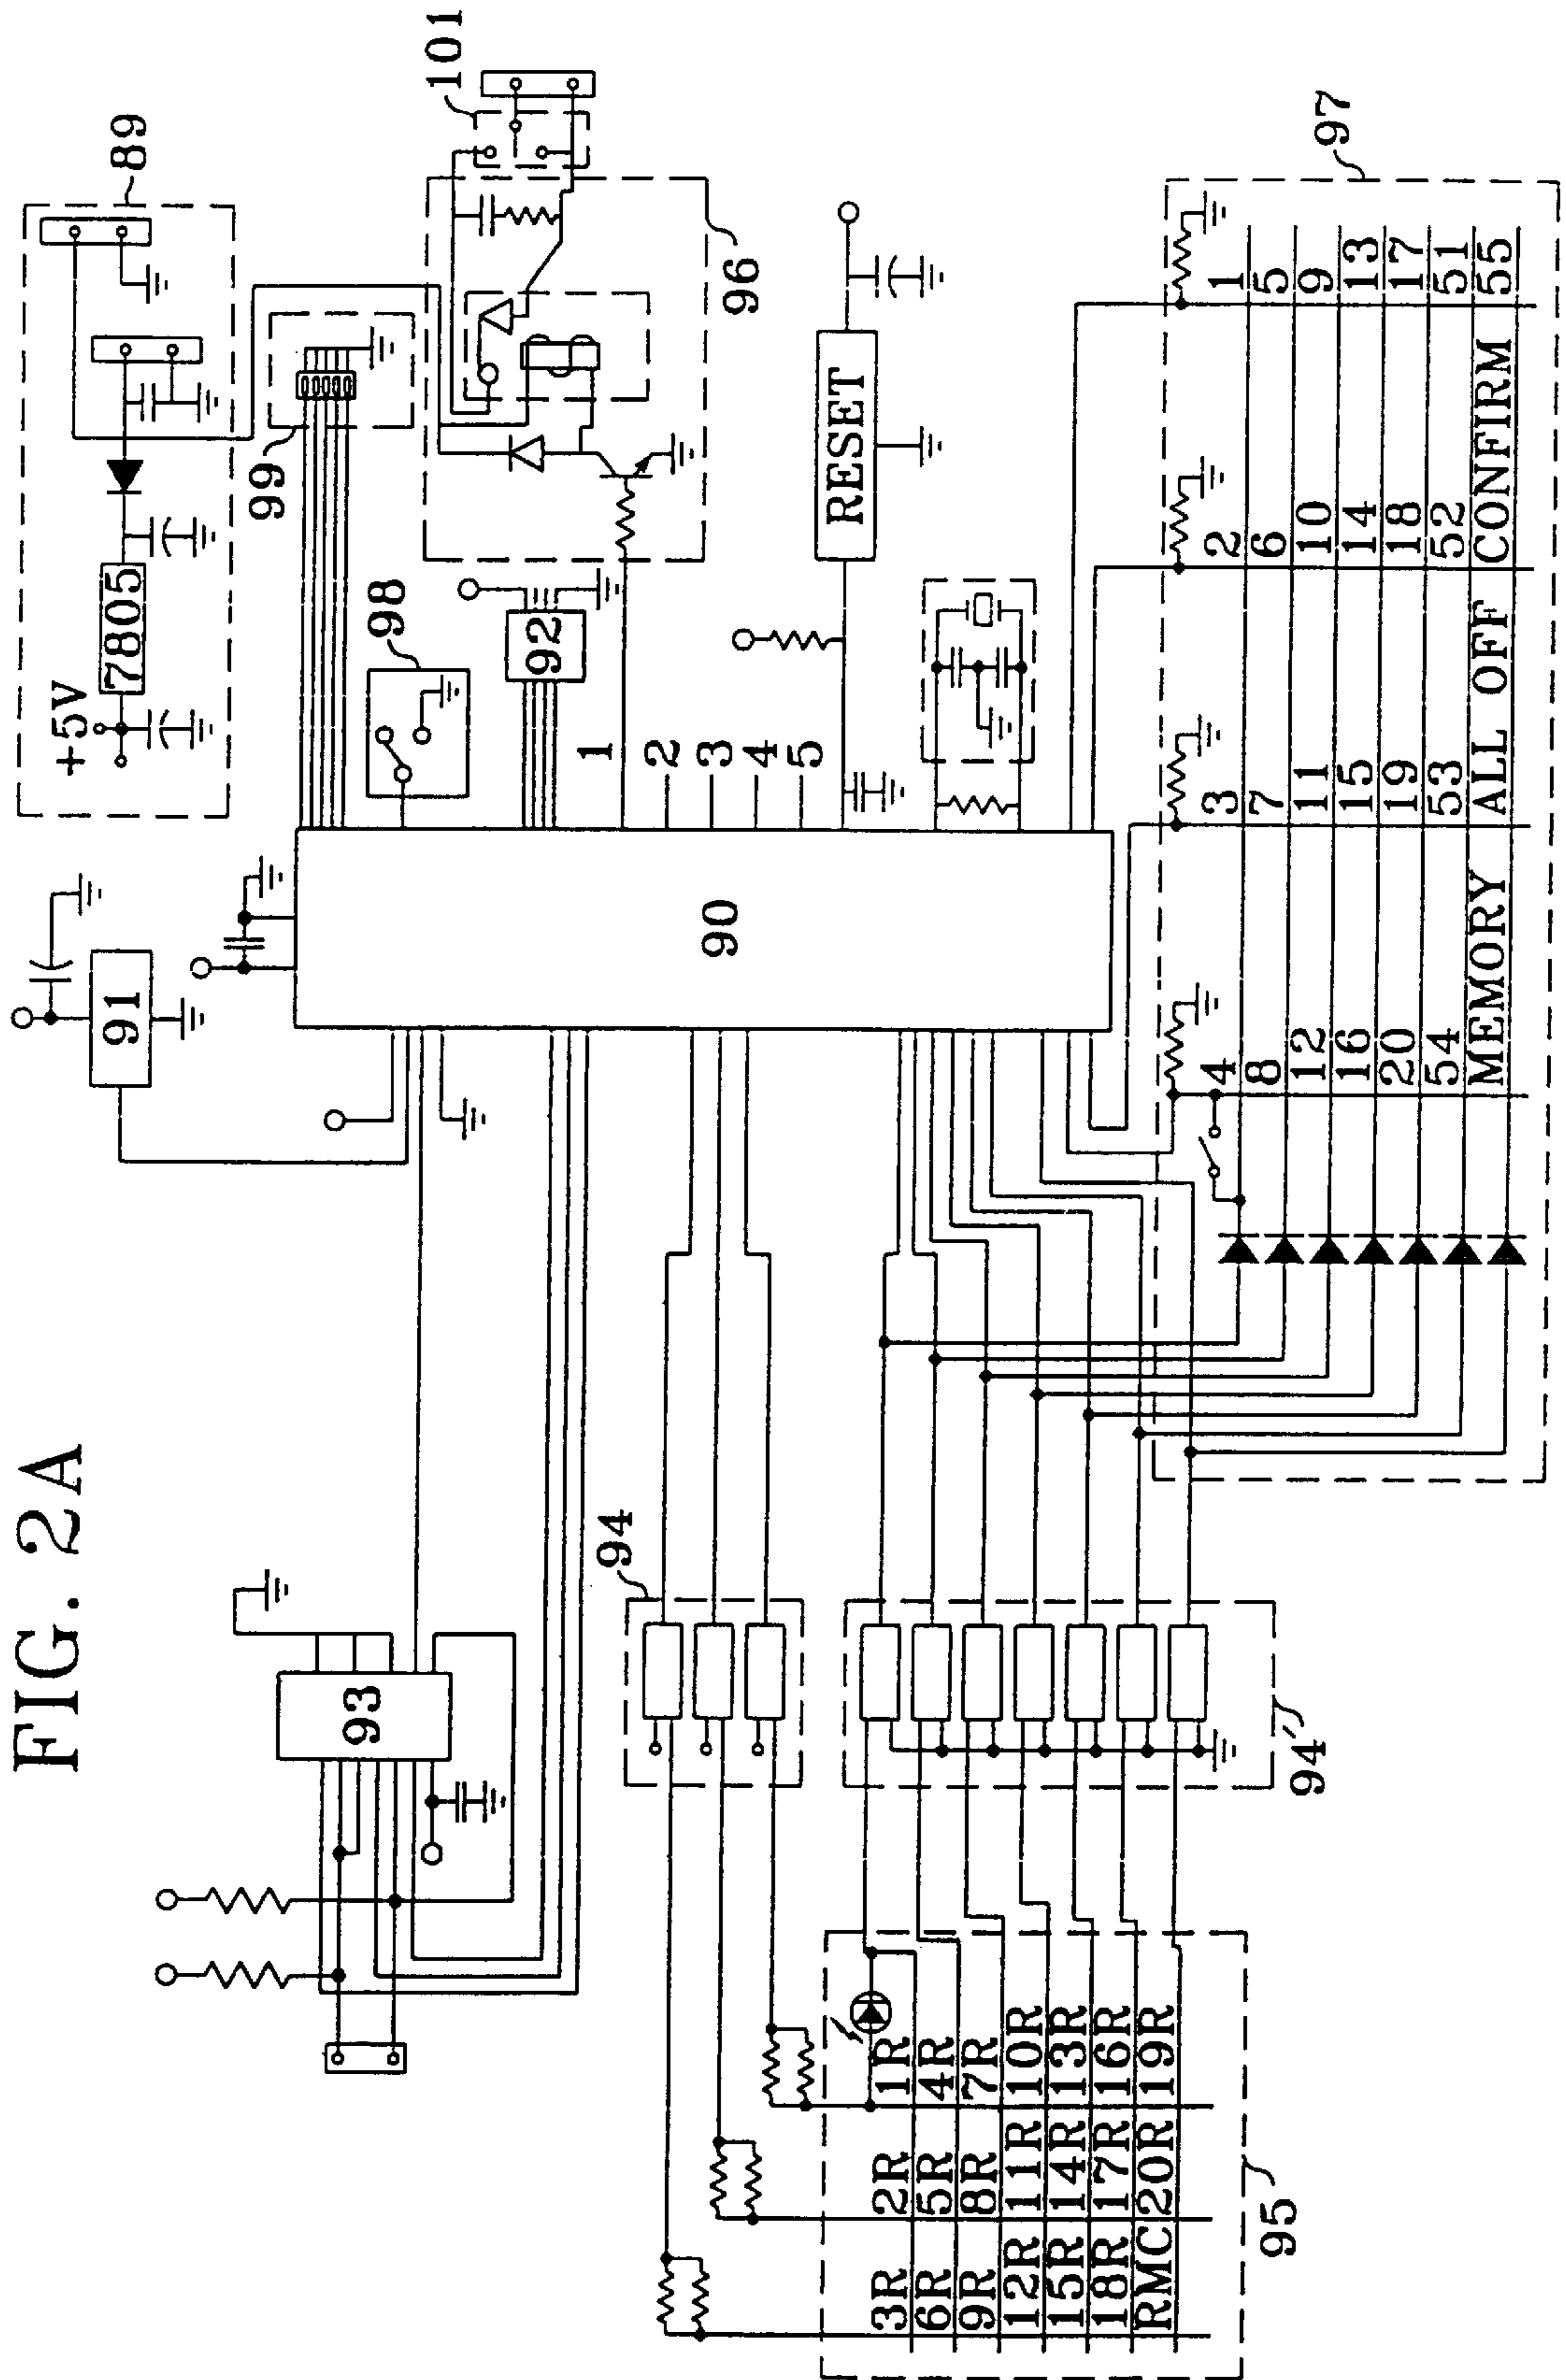 FIG. 2A
+5V
7805
89
91
99
101
98
92
96
93
90
1
2
3
4
5
RESET
94
94'
97
4 3 2 1
8 7 6 5
12 11 10 9
16 15 14 13
20 19 18 17
54 53 52 51
MEMORY ALL OFF CONFIRM 55
3R 2R 1R
6R 5R 4R
9R 8R 7R
12R 11R 10R
15R 14R 13R
18R 17R 16R
RMC 20R 19R
95